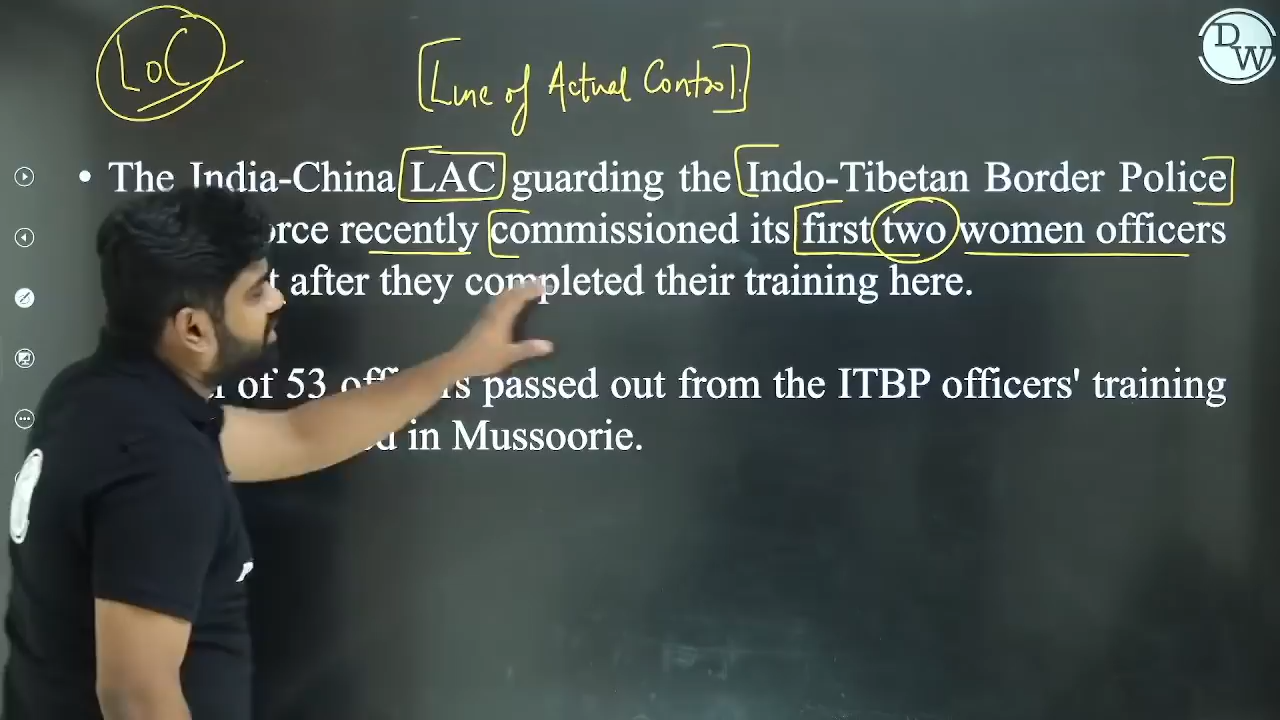 LOC
[Line of Actual Control]
DW
• The India-China LAC guarding the Indo-Tibetan Border Police
recently commissioned its first two women officers
after they completed their training here.
of 53 officers passed out from the ITBP officers' training
in Mussoorie.